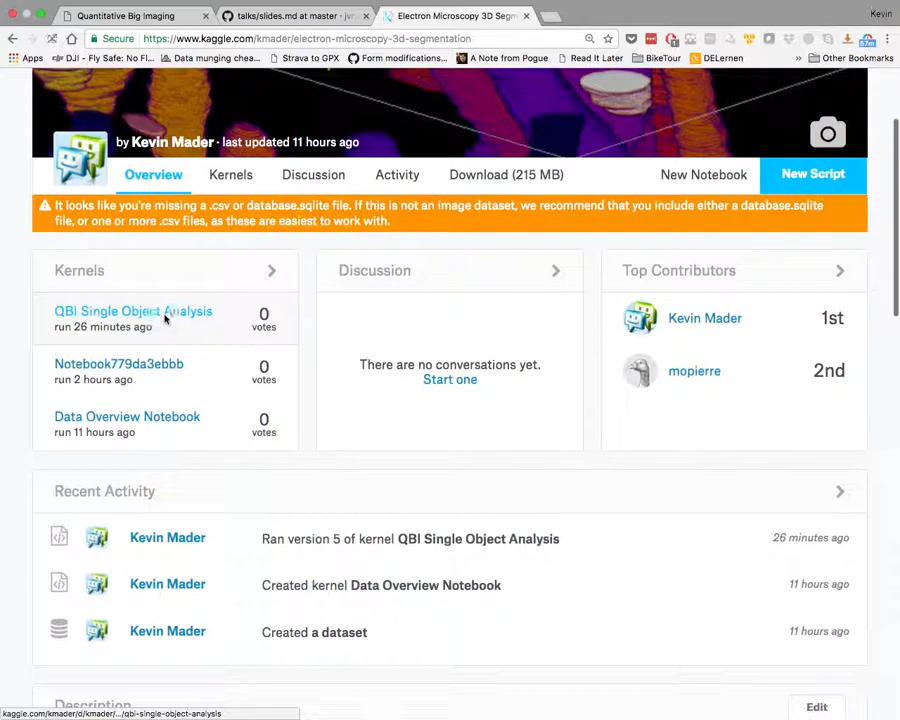 Quantitative Big Imaging
talks/slides.md at master · jvr
Electron Microscopy 3D Segm
Kevin
Secure
https://www.kaggle.com/kmader/electron-microscopy-3d-segmentation
Apps
DJI - Fly Safe: No Fl...
Data munging chea...
Strava to GPX
Form modifications...
A Note from Pogue
Read It Later
BikeTour
DELernen
Other Bookmarks
by Kevin Mader · last updated 11 hours ago
Overview
Kernels
Discussion
Activity
Download (215 MB)
New Notebook
New Script
It looks like you're missing a .csv or database.sqlite file. If this is not an image dataset, we recommend that you include either a database.sqlite
file, or one or more .csv files, as these are easiest to work with.
Kernels
QBI Single Object Analysis
run 26 minutes ago
0
votes
Notebook779da3ebbb
run 2 hours ago
0
votes
Data Overview Notebook
run 11 hours ago
0
votes
Discussion
There are no conversations yet.
Start one
Top Contributors
Kevin Mader
1st
mopierre
2nd
Recent Activity
Kevin Mader
Ran version 5 of kernel QBI Single Object Analysis
26 minutes ago
Kevin Mader
Created kernel Data Overview Notebook
11 hours ago
Kevin Mader
Created a dataset
11 hours ago
Description
Edit
kaggle.com/kmader/d/kmader/.../qbi-single-object-analysis